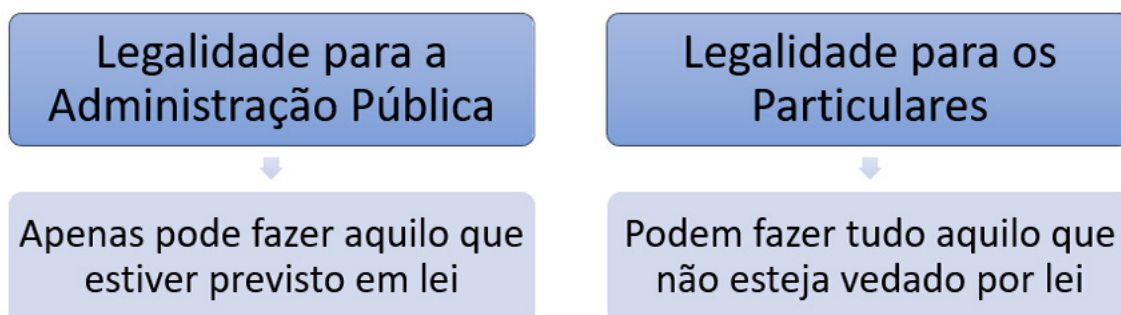 Legalidade para a
Administração Pública
Apenas pode fazer aquilo que
estiver previsto em lei
Legalidade para os
Particulares
Podem fazer tudo aquilo que
não esteja vedado por lei